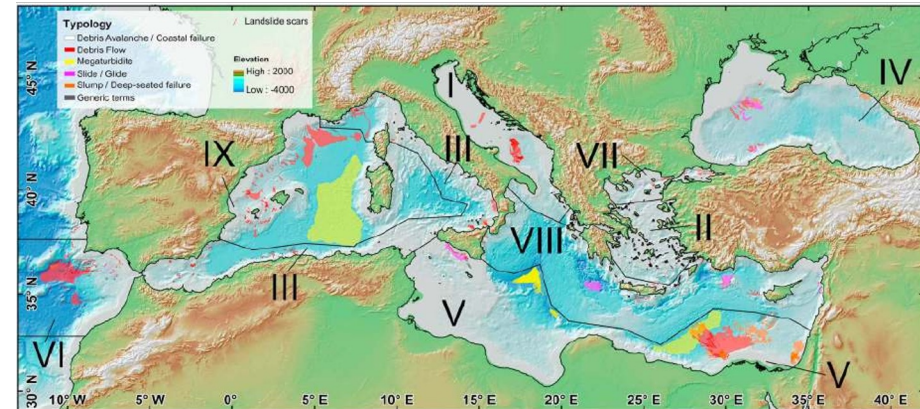 Typology
Debris Avalanche / Coastal failure
Debris Flow
Megaturbidite
Slide / Glide
Slump / Deep-seated failure
Generic terms
Landslide scars
Elevation
High : 2000
Low : -4000
I
IV
IX
III
VII
VIII
II
III
V
VI
V
45° N
40° N
35° N
30° N
10° W
5° W
0°
5° E
10° E
15° E
20° E
25° E
30° E
35° E
40° E